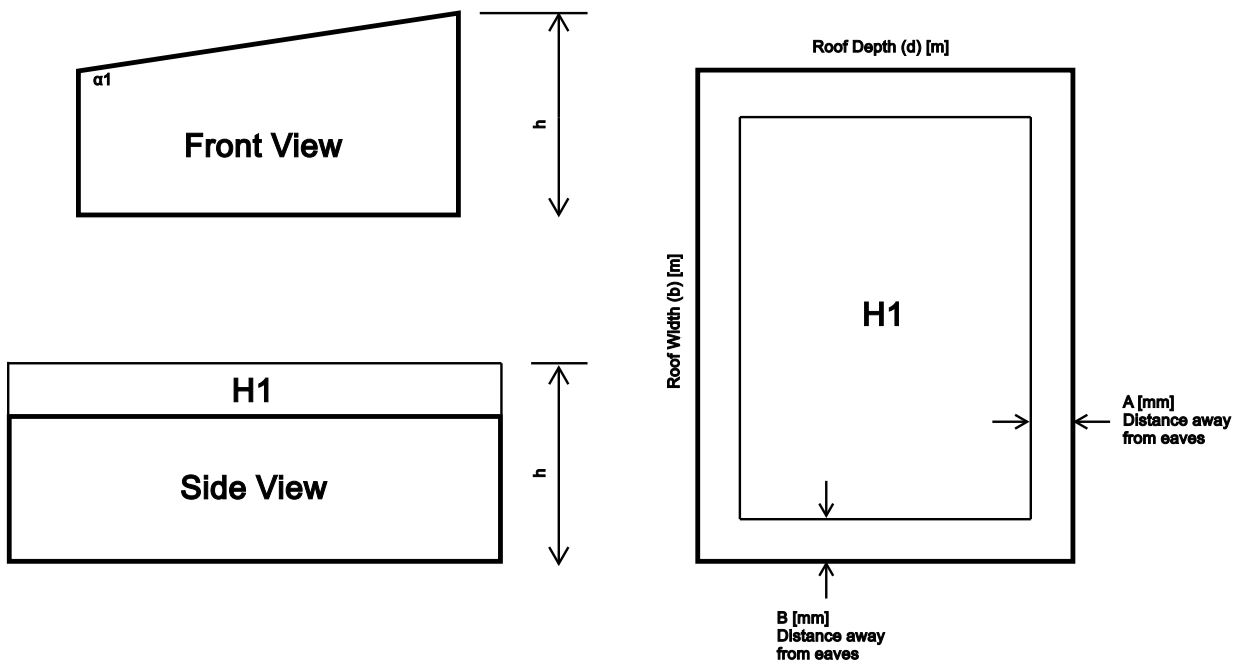 α1
Front View
h
H1
Side View
h
Roof Depth (d) [m]
Roof Width (b) [m]
H1
A [mm]
Distance away
from eaves
B [mm]
Distance away
from eaves